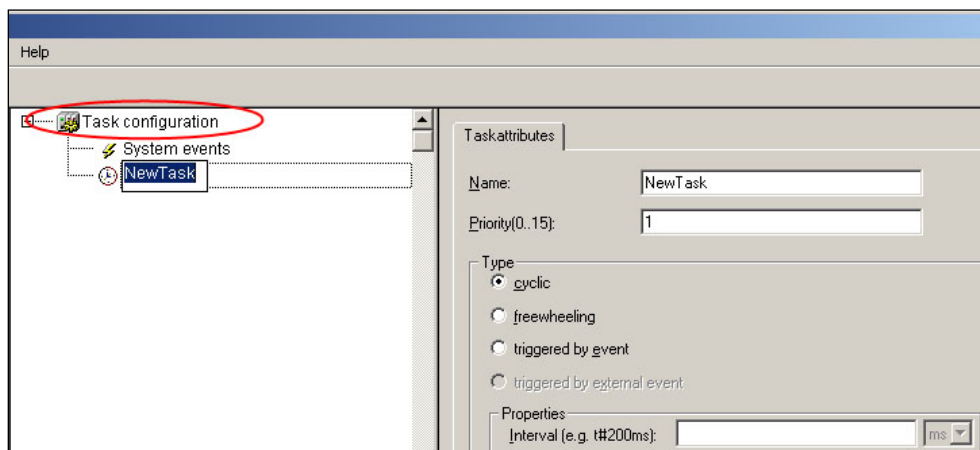 Help
Task configuration
System events
NewTask
Taskattributes
Name: NewTask
Priority(0..15): 1
Type
cyclic
freewheeling
triggered by event
triggered by external event
Properties
Interval (e.g. t#200ms): ms